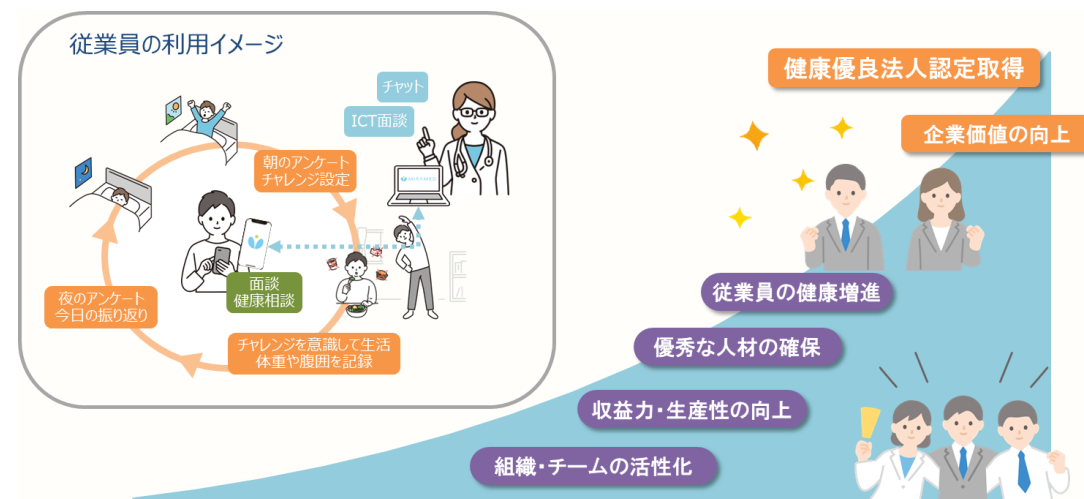 従業員の利用イメージ
チャット
ICT面談
朝のアンケート
チャレンジ設定
面談
健康相談
夜のアンケート
今日の振り返り
チャレンジを意識して生活
体重や腹囲を記録
健康優良法人認定取得
企業価値の向上
従業員の健康増進
優秀な人材の確保
収益力・生産性の向上
組織・チームの活性化